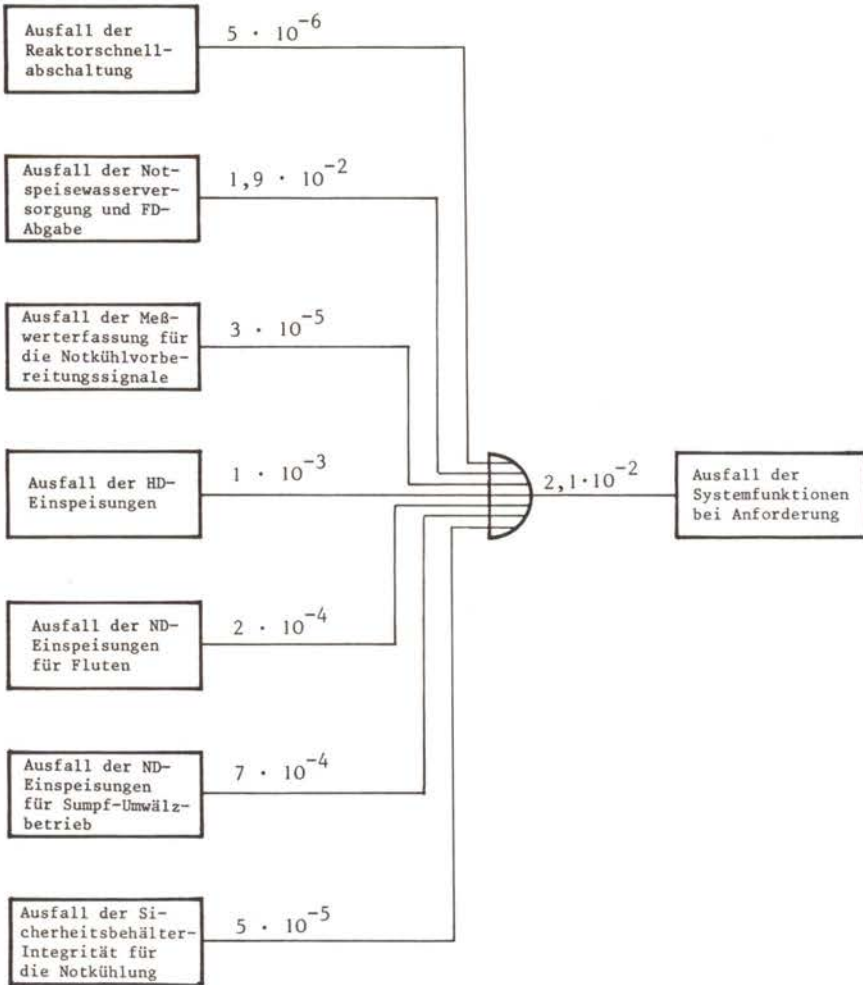 Ausfall der
Reaktorschnell-
abschaltung
5 · 10⁻⁶
Ausfall der Not-
speisewasserver-
sorgung und FD-
Abgabe
1,9 · 10⁻²
Ausfall der Meß-
werterfassung für
die Notkühlvorbe-
reitungssignale
3 · 10⁻⁵
Ausfall der HD-
Einspeisungen
1 · 10⁻³
2,1·10⁻²
Ausfall der
Systemfunktionen
bei Anforderung
Ausfall der ND-
Einspeisungen
für Fluten
2 · 10⁻⁴
Ausfall der ND-
Einspeisungen
für Sumpf-Umwälz-
betrieb
7 · 10⁻⁴
Ausfall der Si-
cherheitsbehälter-
Integrität für
die Notkühlung
5 · 10⁻⁵